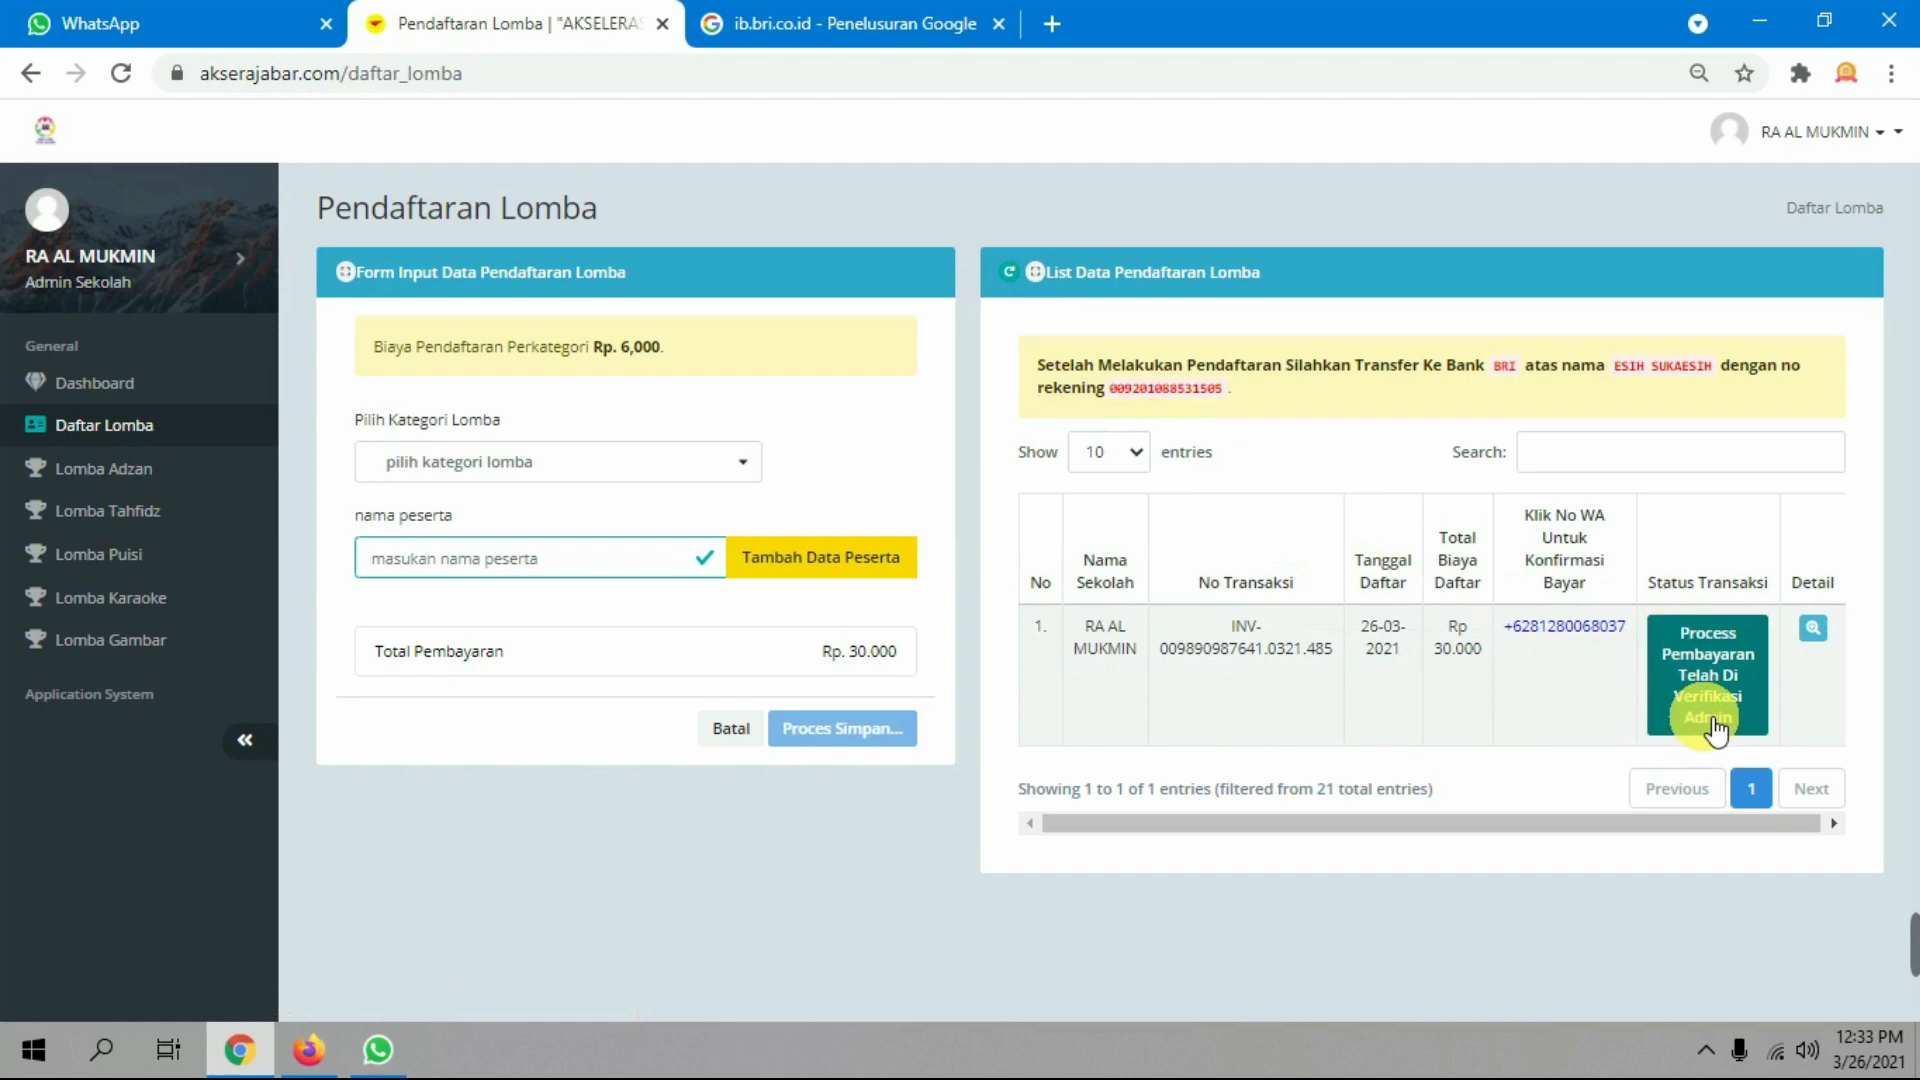 WhatsApp
Pendaftaran Lomba | "AKSELERAS
ib.bri.co.id - Penelusuran Google
akserajabar.com/daftar_lomba
RA AL MUKMIN
RA AL MUKMIN
Admin Sekolah
General
Dashboard
Daftar Lomba
Lomba Adzan
Lomba Tahfidz
Lomba Puisi
Lomba Karaoke
Lomba Gambar
Application System
Pendaftaran Lomba
Daftar Lomba
Form Input Data Pendaftaran Lomba
Biaya Pendaftaran Perkategori Rp. 6,000.
Pilih Kategori Lomba
pilih kategori lomba
nama peserta
masukan nama peserta
Tambah Data Peserta
Total Pembayaran Rp. 30.000
Batal
Proces Simpan...
List Data Pendaftaran Lomba
Setelah Melakukan Pendaftaran Silahkan Transfer Ke Bank BRI atas nama ESIH SUKAESIH dengan no
rekening 009201088531505 .
Show 10 entries
Search:
No
Nama
Sekolah
No Transaksi
Tanggal
Daftar
Total
Biaya
Daftar
Klik No WA
Untuk
Konfirmasi
Bayar
Status Transaksi
Detail
1.
RA AL
MUKMIN
INV-
009890987641.0321.485
26-03-
2021
Rp
30.000
+6281280068037
Process
Pembayaran
Telah Di
Verifikasi
Admin
Showing 1 to 1 of 1 entries (filtered from 21 total entries)
Previous
1
Next
12:33 PM
3/26/2021